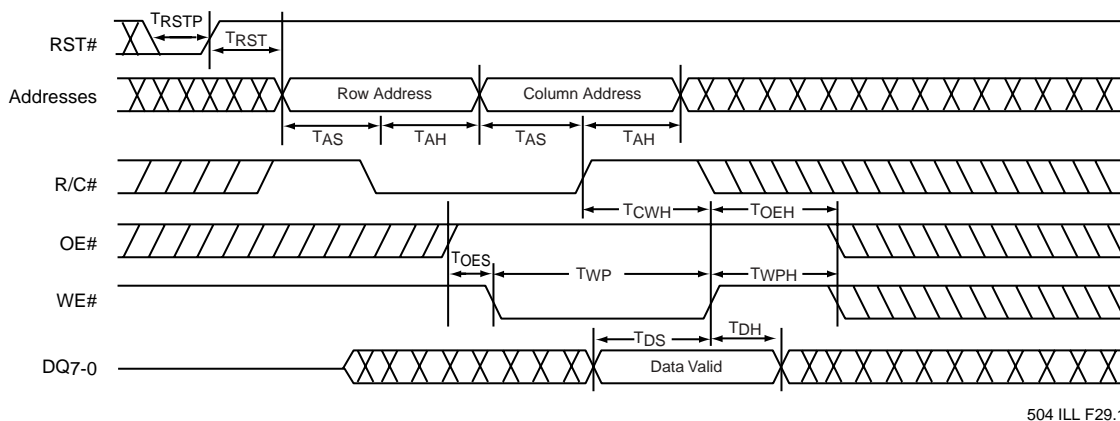 TRSTP
RST#
TRST
Addresses
Row Address
Column Address
TAS
TAH
TAS
TAH
R/C#
TCWH
TOEH
OE#
TOES
TWP
TWPH
WE#
TDS
TDH
DQ7-0
Data Valid
504 ILL F29.1